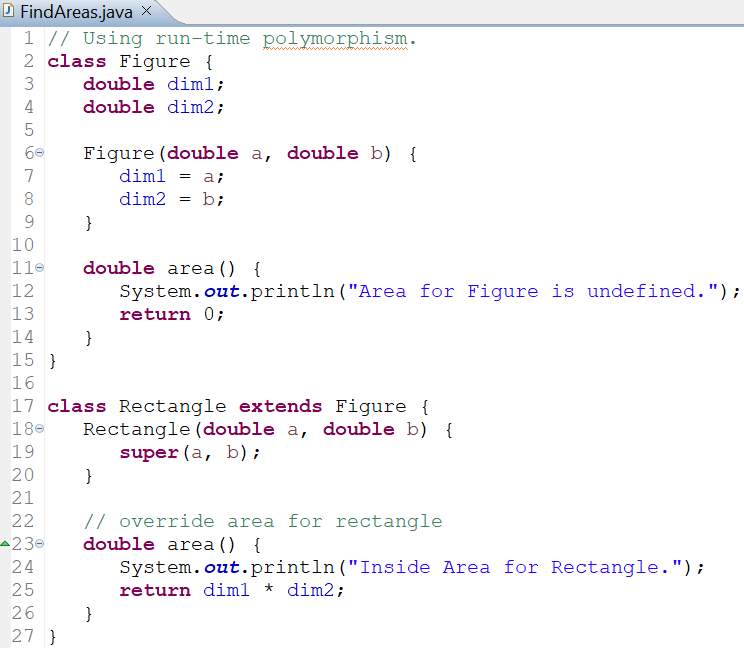 FindAreas.java
1 // Using run-time polymorphism.
2 class Figure {
3    double dim1;
4    double dim2;
5
6    Figure(double a, double b) {
7       dim1 = a;
8       dim2 = b;
9    }
10
11    double area() {
12       System.out.println("Area for Figure is undefined.");
13       return 0;
14    }
15 }
16
17 class Rectangle extends Figure {
18    Rectangle(double a, double b) {
19       super(a, b);
20    }
21
22    // override area for rectangle
23    double area() {
24       System.out.println("Inside Area for Rectangle.");
25       return dim1 * dim2;
26    }
27 }